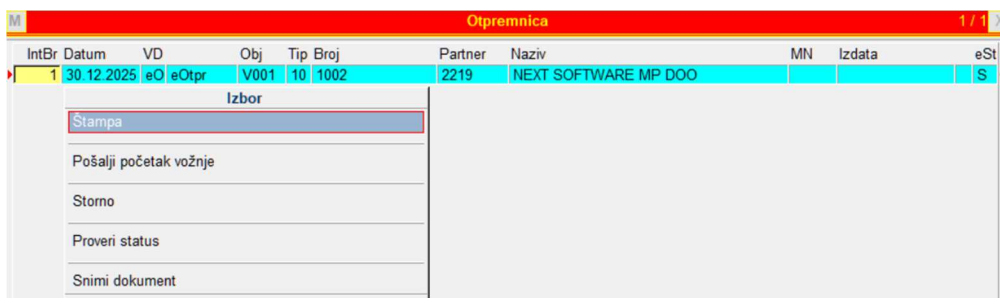 M Otpremnica 1 / 1 X
IntBr Datum VD Obj Tip Broj Partner Naziv MN Izdata eSt
1 30.12.2025 eO eOtpr V001 10 1002 2219 NEXT SOFTWARE MP DOO S
Izbor
Štampa
Pošalji početak vožnje
Storno
Proveri status
Snimi dokument